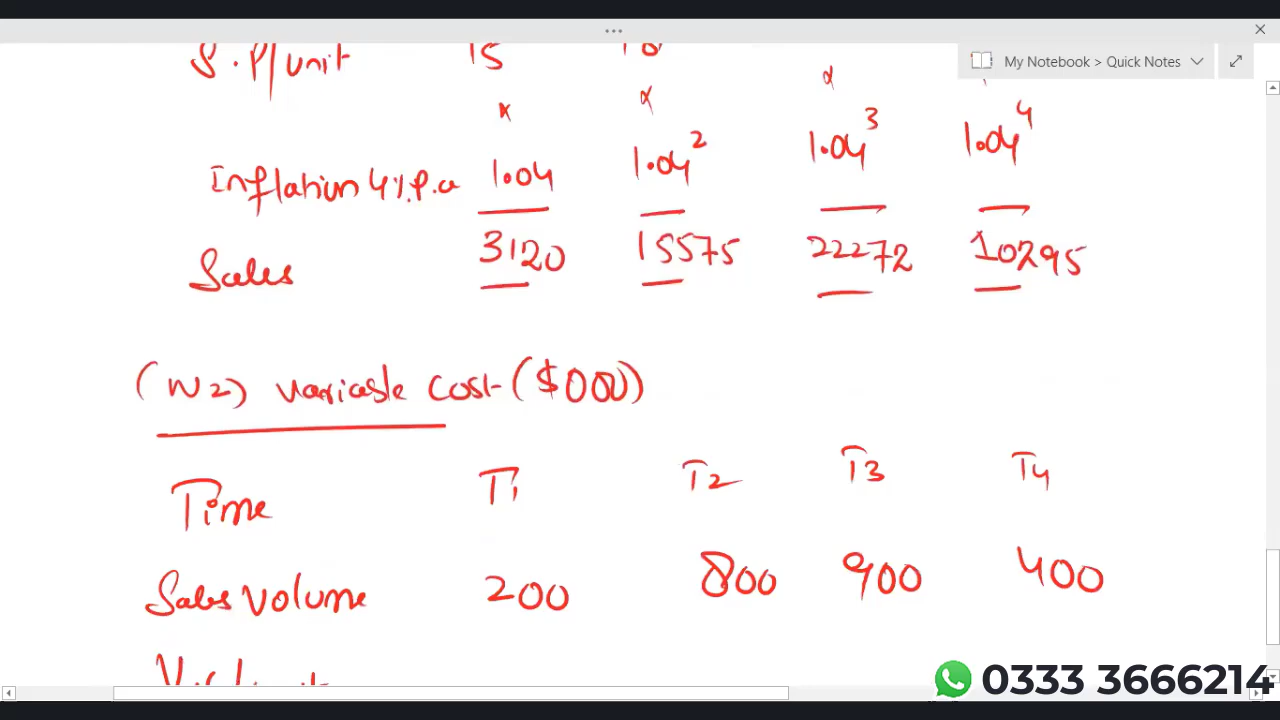 My Notebook > Quick Notes
S.P/unit 15 18
x x x
Inflation 4%p.a 1.04 1.04² 1.04³ 1.04⁴
Sales 3120 15575 22272 10295
(W2) Variable Cost ($000)
Time T1 T2 T3 T4
Sales Volume 200 800 900 400
0333 3666214